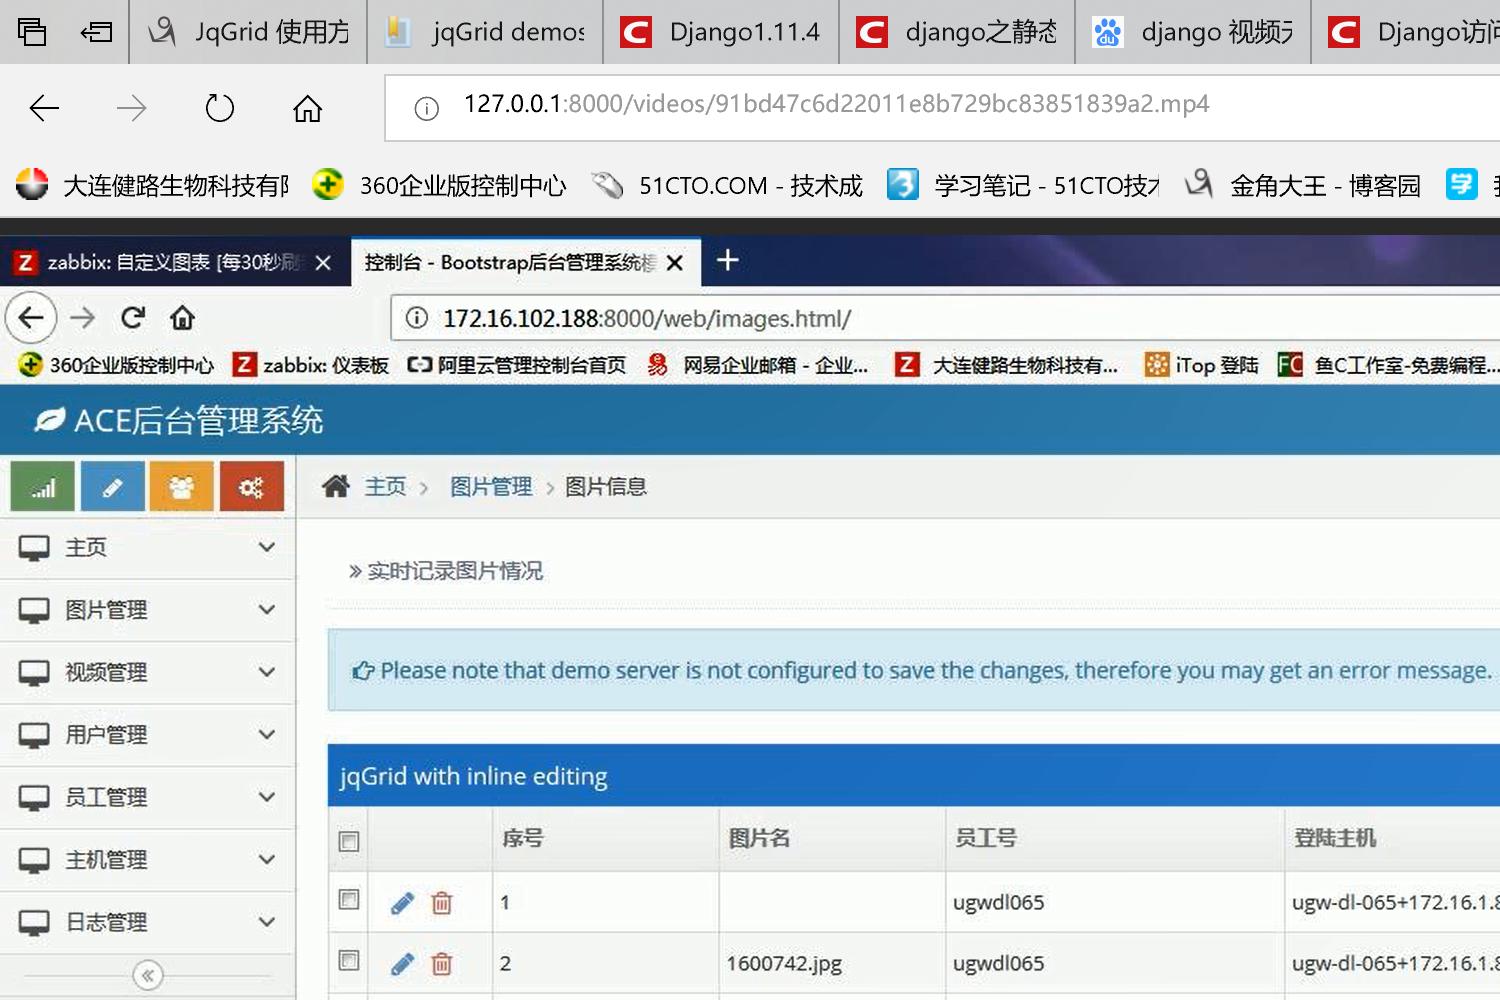 JqGrid 使用方
jqGrid demos
Django1.11.4
django之静态
django 视频
Django访问
127.0.0.1:8000/videos/91bd47c6d22011e8b729bc83851839a2.mp4
大连健路生物科技有
360企业版控制中心
51CTO.COM - 技术成
学习笔记 - 51CTO技
金角大王 - 博客园
学
zabbix: 自定义图表 [每30秒刷
控制台 - Bootstrap后台管理系统模
172.16.102.188:8000/web/images.html/
360企业版控制中心
zabbix: 仪表板
阿里云管理控制台首页
网易企业邮箱 - 企业...
大连健路生物科技有...
iTop 登陆
鱼C工作室-免费编程...
ACE后台管理系统
主页
图片管理
图片信息
主页
图片管理
视频管理
用户管理
员工管理
主机管理
日志管理
实时记录图片情况
Please note that demo server is not configured to save the changes, therefore you may get an error message.
jqGrid with inline editing
序号 图片名 员工号 登陆主机
1 ugwdl065 ugw-dl-065+172.16.1.8
2 1600742.jpg ugwdl065 ugw-dl-065+172.16.1.8